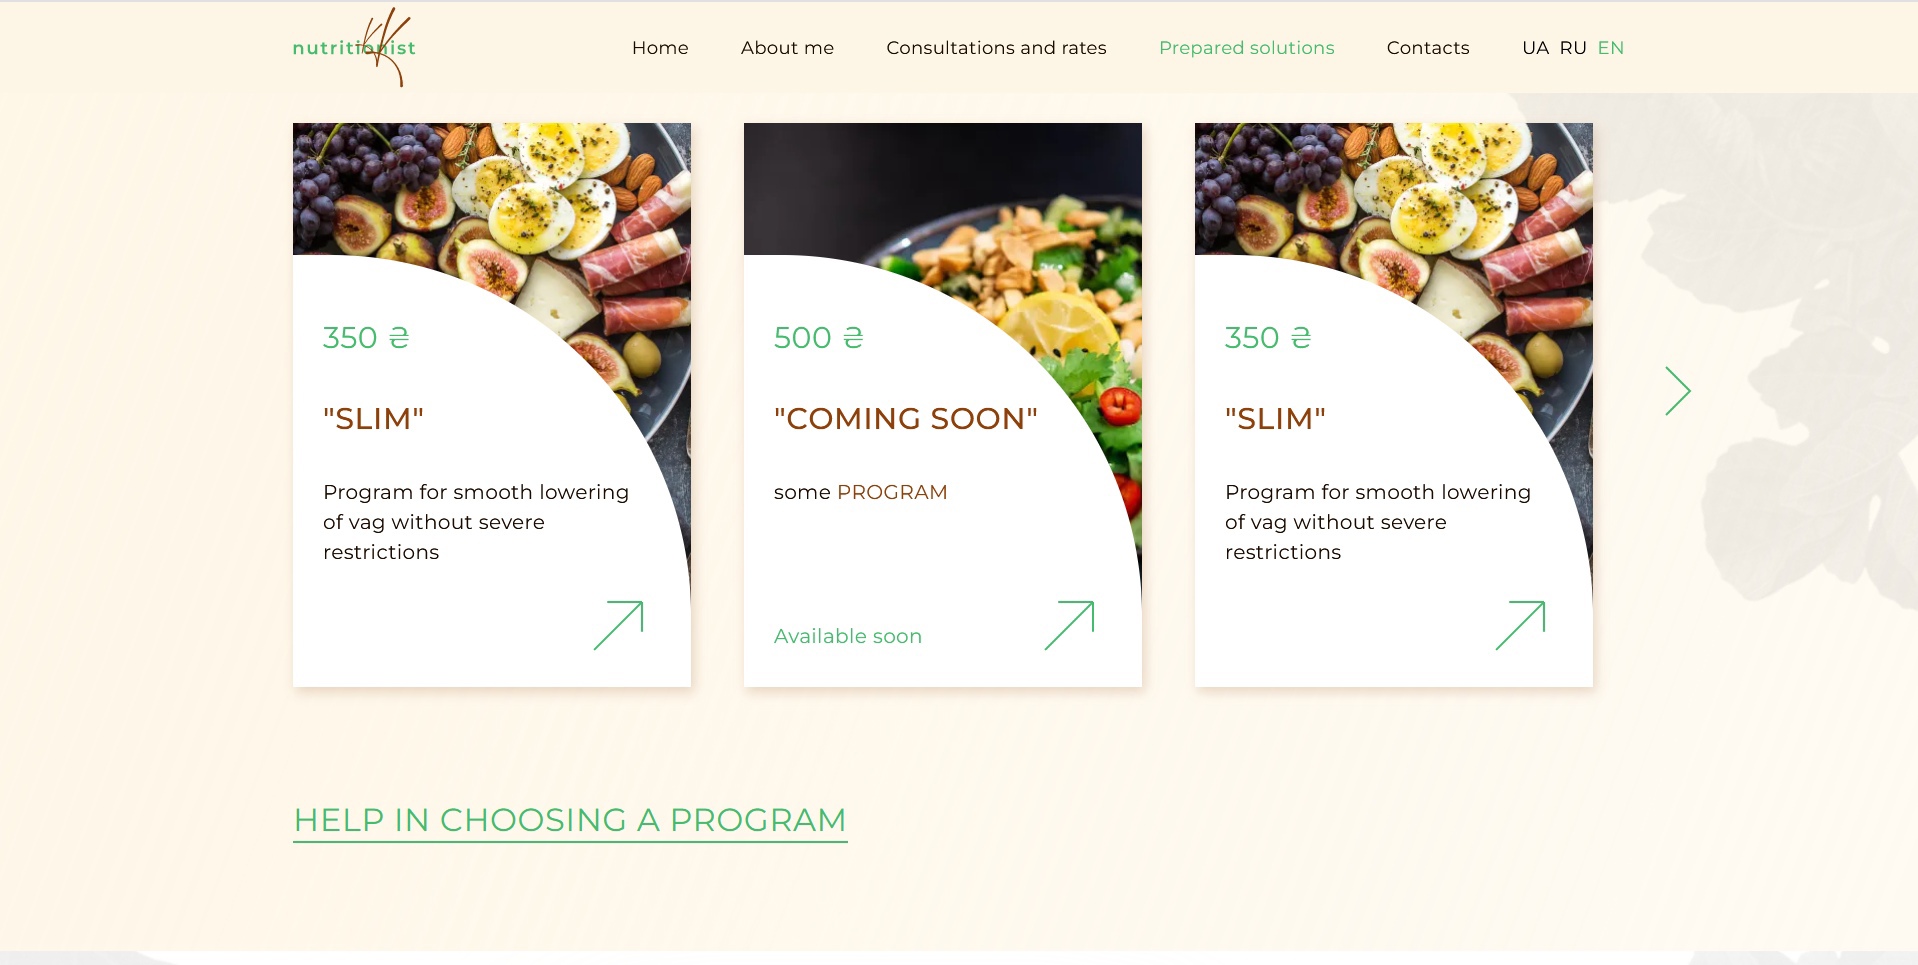 nutritionist
Home
About me
Consultations and rates
Prepared solutions
Contacts
UA RU EN
350 ₴
"SLIM"
Program for smooth lowering
of vag without severe
restrictions
500 ₴
"COMING SOON"
some PROGRAM
Available soon
350 ₴
"SLIM"
Program for smooth lowering
of vag without severe
restrictions
HELP IN CHOOSING A PROGRAM